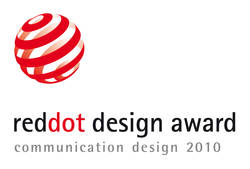 reddot design award
communication design 2010